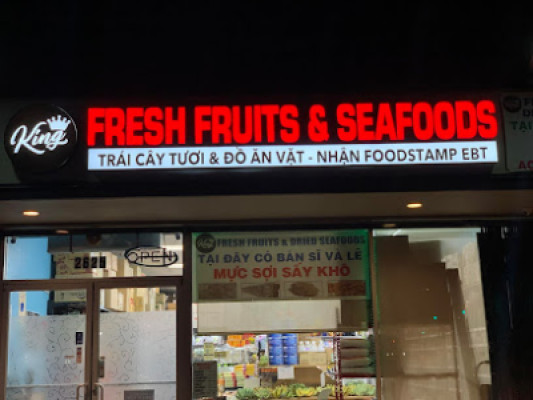 King
FRESH FRUITS & SEAFOODS
TRÁI CÂY TƯƠI & ĐỒ ĂN VẶT - NHẬN FOODSTAMP EBT
FRESH FRUITS & DRIED SEAFOODS
TẠI ĐÂY CÓ BÁN SỈ VÀ LẺ
MỰC SỢI SẤY KHÔ
2629
OPEN